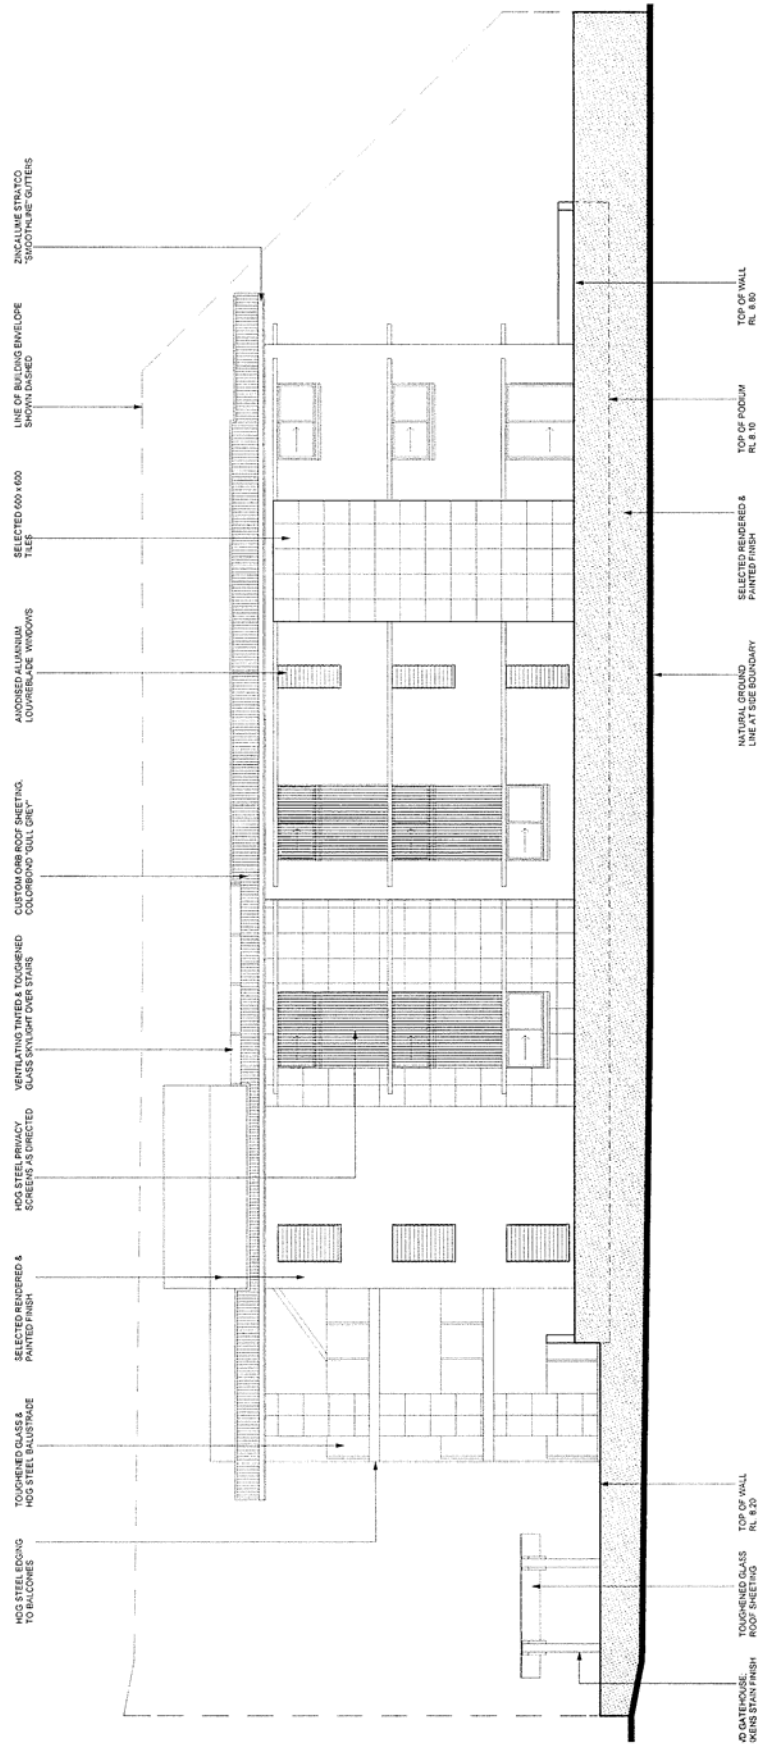 HDG STEEL EDGING
TO BALCONIES
TOUGHENED GLASS &
HDG STEEL BALUSTRADE
SELECTED RENDERED &
PAINTED FINISH
HDG STEEL PRIVACY
SCREENS AS DIRECTED
VENTILATING TINTED & TOUGHENED
GLASS SKYLIGHT OVER STAIRS
CUSTOM ORB ROOF SHEETING,
COLORBOND "GULL GREY"
ANODISED ALUMINIUM
LOUVREBLADE WINDOWS
SELECTED 600 x 600
TILES
LINE OF BUILDING ENVELOPE
SHOWN DASHED
ZINCALUME STRATCO
"SMOOTHLINE" GUTTERS
D GATEHOUSE:
KENS STAIN FINISH
TOUGHENED GLASS
ROOF SHEETING
TOP OF WALL
RL 8.20
NATURAL GROUND
LINE AT SIDE BOUNDARY
SELECTED RENDERED &
PAINTED FINISH
TOP OF PODIUM
RL 8.10
TOP OF WALL
RL 8.80